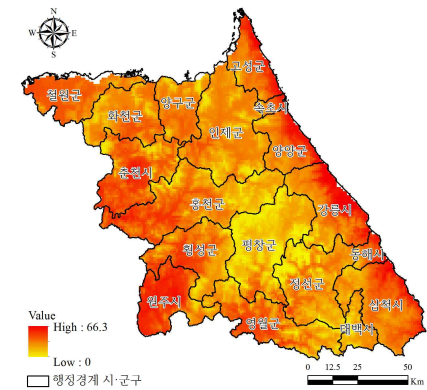 N
W
E
S
고성군
철원군
양구군
속초시
화천군
인제군
양양군
춘천시
홍천군
강릉시
횡성군
평창군
동해시
정선군
원주시
삼척시
영월군
태백시
Value
High : 66.3
Low : 0
행정경계 시·군구
0 12.5 25 50
Km